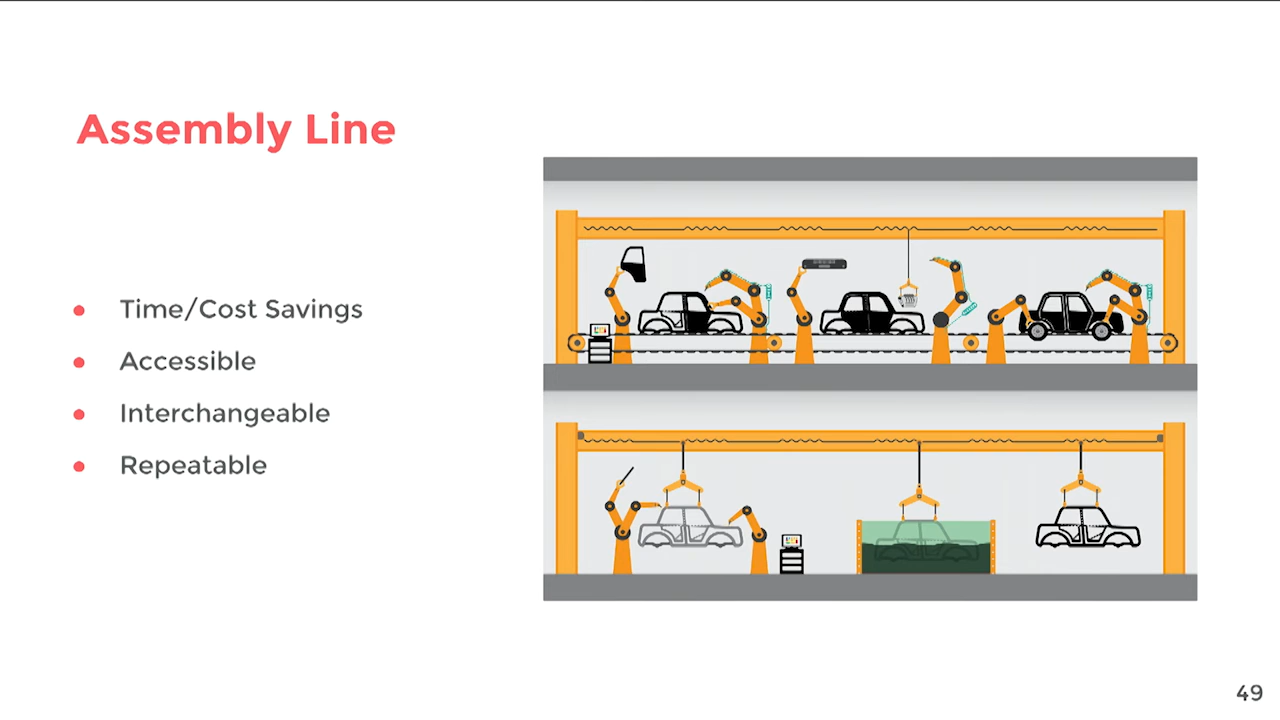 Assembly Line
Time/Cost Savings
Accessible
Interchangeable
Repeatable
49